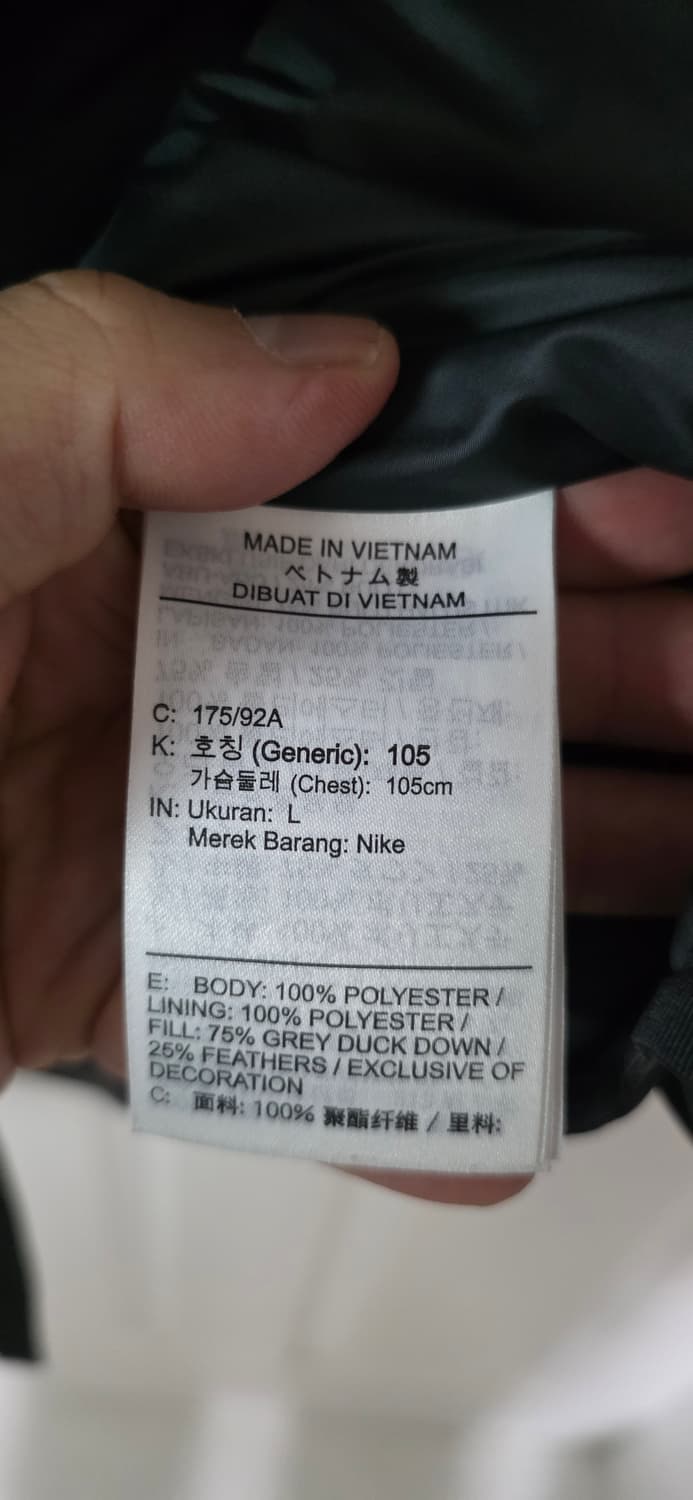 MADE IN VIETNAM
ベトナム製
DIBUAT DI VIETNAM
C: 175/92A
K: 호칭 (Generic): 105
가슴둘레 (Chest): 105cm
IN: Ukuran: L
Merek Barang: Nike
E: BODY: 100% POLYESTER /
LINING: 100% POLYESTER /
FILL: 75% GREY DUCK DOWN /
25% FEATHERS / EXCLUSIVE OF
DECORATION
C: 面料: 100% 聚酯纤维 / 里料: